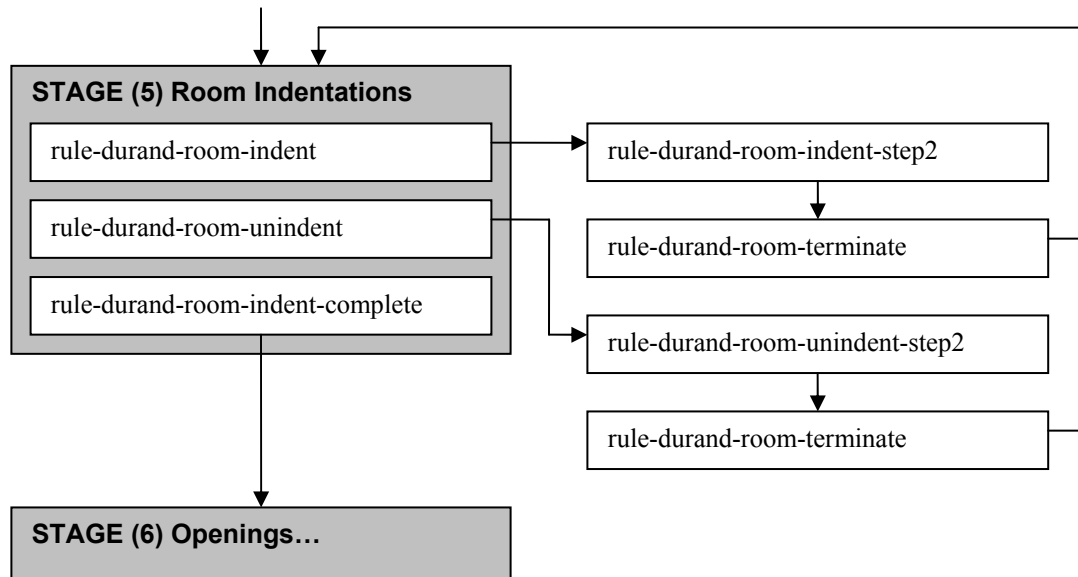 STAGE (5) Room Indentations
rule-durand-room-indent
rule-durand-room-unindent
rule-durand-room-indent-complete
rule-durand-room-indent-step2
rule-durand-room-terminate
rule-durand-room-unindent-step2
rule-durand-room-terminate
STAGE (6) Openings…